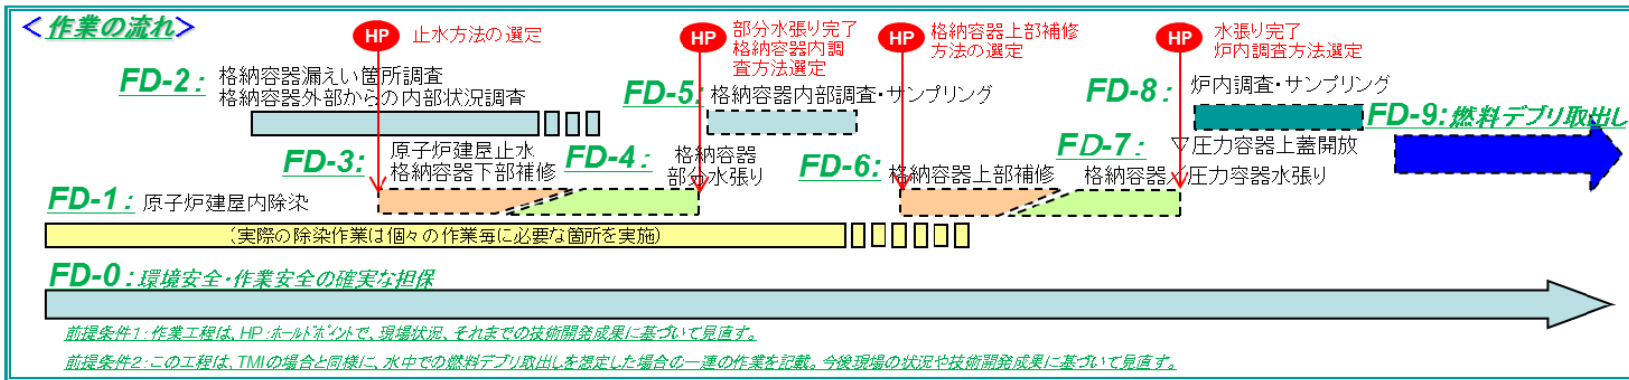 ＜作業の流れ＞
HP 止水方法の選定
HP 部分水張り完了
格納容器内調
査方法選定
HP 格納容器上部補修
方法の選定
HP 水張り完了
炉内調査方法選定
FD-2: 格納容器漏えい箇所調査
格納容器外部からの内部状況調査
FD-5: 格納容器内部調査・サンプリング
FD-8: 炉内調査・サンプリング
FD-9:燃料デブリ取出し
FD-3: 原子炉建屋止水
格納容器下部補修
FD-4: 格納容器
部分水張り
FD-6: 格納容器上部補修
FD-7: ▽圧力容器上蓋開放
格納容器／圧力容器水張り
FD-1: 原子炉建屋内除染
（実際の除染作業は個々の作業毎に必要な箇所を実施）
FD-0:環境安全・作業安全の確実な担保
前提条件1:作業工程は、HP:ホールドポイントで、現場状況、それまでの技術開発成果に基づいて見直す。
前提条件2:この工程は、TMIの場合と同様に、水中での燃料デブリ取出しを想定した場合の一連の作業を記載。今後現場の状況や技術開発成果に基づいて見直す。